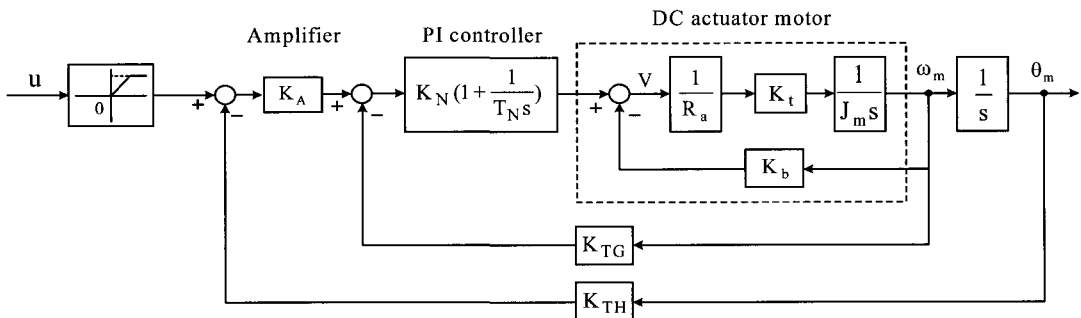 DC actuator motor
Amplifier
PI controller
u
0
+
−
K_A
+
−
K_N (1 + 1/(T_N s))
+
−
V
1/R_a
K_t
1/(J_m s)
ω_m
1/s
θ_m
K_b
K_TG
K_TH